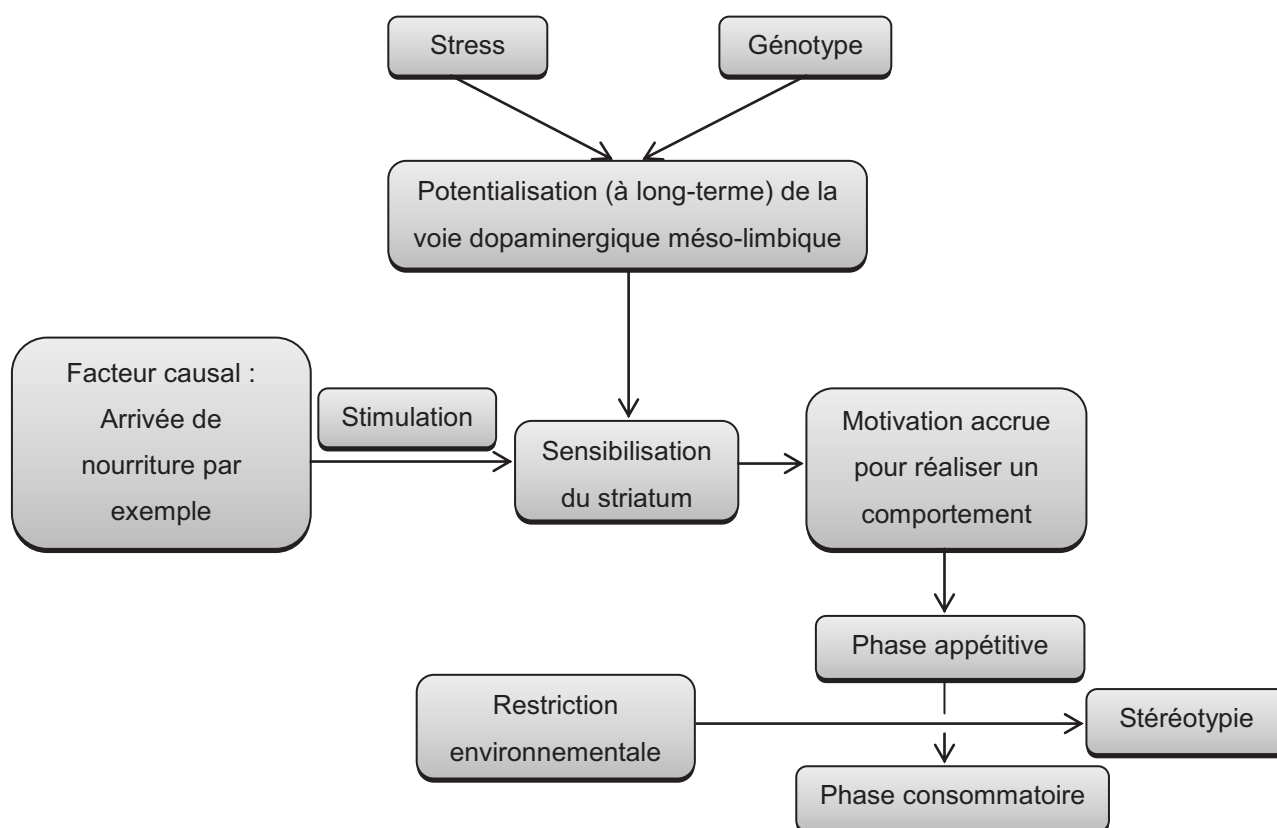 Stress
Génotype
Potentialisation (à long-terme) de la
voie dopaminergique méso-limbique
Facteur causal :
Arrivée de
nourriture par
exemple
Stimulation
Sensibilisation
du striatum
Motivation accrue
pour réaliser un
comportement
Phase appétitive
Restriction
environnementale
Stéréotypie
Phase consommatoire